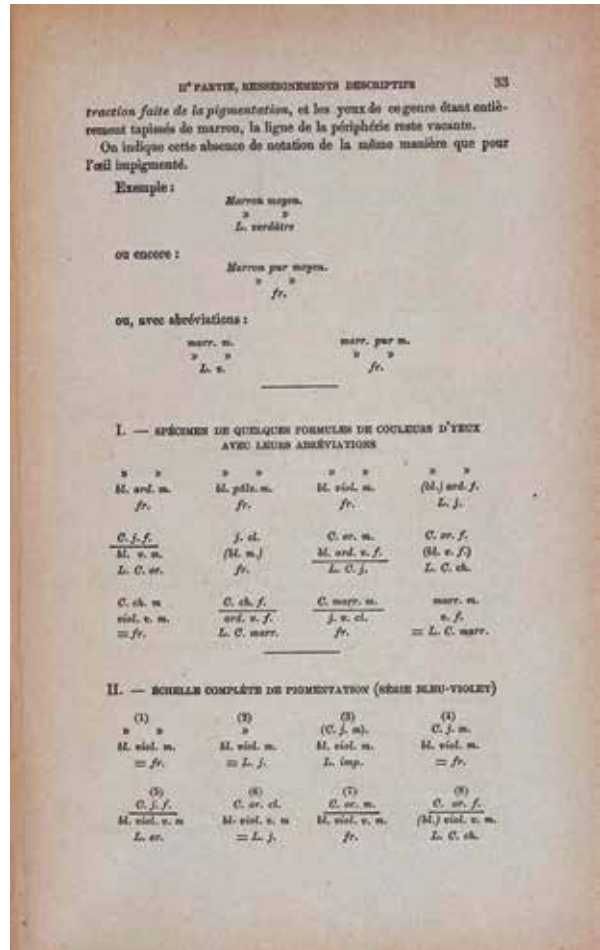 IIe PARTIE, RENSEIGNEMENTS DESCRIPTIFS 33
traction faite de la pigmentation, et les yeux de ce genre étant entiè-
rement tapissés de marron, la ligne de la périphérie reste vacante.
On indique cette absence de notation de la même manière que pour
l'œil impigmenté.
Exemple :
Marron moyen.
» »
L. verdâtre
ou encore :
Marron pur moyen.
» »
fr.
ou, avec abréviations :
marr. m. marr. pur m.
» » » »
L. v. fr.
I. — SPÉCIMEN DE QUELQUES FORMULES DE COULEURS D'YEUX
AVEC LEURS ABRÉVIATIONS
» » » » » » » »
bl. ard. m. bl. pâle. m. bl. viol. m. (bl.) ard. f.
fr. fr. fr. L. j.
C. j. f. j. cl. C. or. m. C. or. f.
bl. v. m. (bl. m.) bl. ard. v. f. (bl. v. f.)
L. C. or. fr. L. C. j. L. C. ch.
C. ch. m C. ch. f. C. marr. m. marr. m.
viol. v. m. ard. v. f. j. v. cl. v. f.
= fr. L. C. marr. fr. = L. C. marr.
II. — ÉCHELLE COMPLÈTE DE PIGMENTATION (SÉRIE BLEU-VIOLET)
(1) (2) (3) (4)
» » » (C. j. m). C. j. m.
bl. viol. m. bl. viol. m. bl. viol. m. bl. viol. m.
= fr. = L. j. L. imp. = fr.
(5) (6) (7) (8)
C. j. f. C. or. cl. C. or. m. C. or. f.
bl. viol. v. m bl- viol. v. m bl. viol. v. m. (bl.) viol. v. m.
L. or. = L. j. fr. L. C. ch.